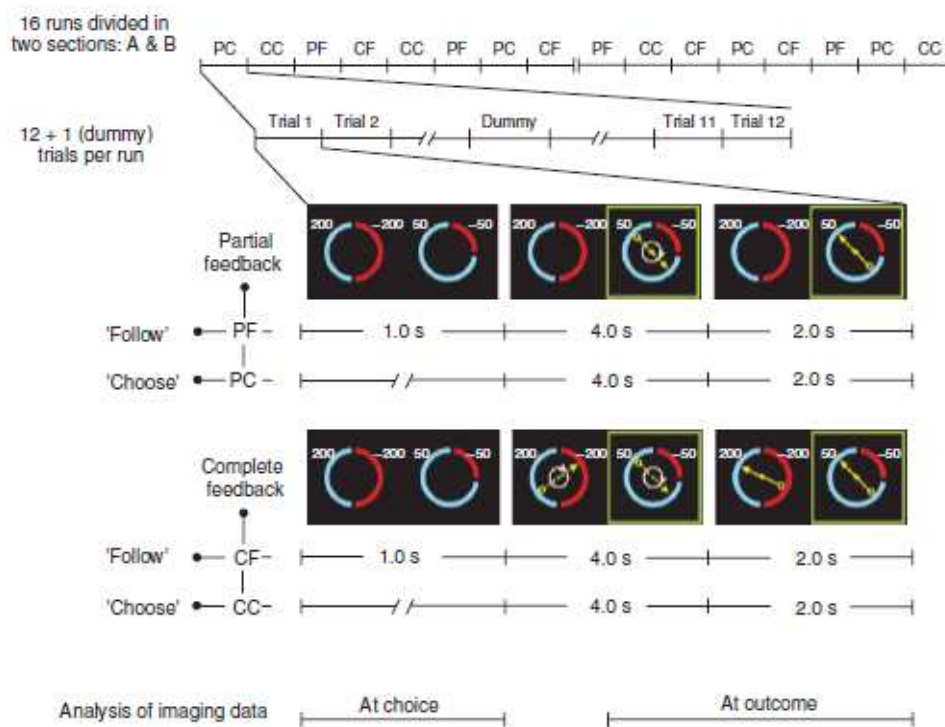 16 runs divided in
two sections: A & B
PC CC PF CF CC PF PC CF PF CC CF PC CF PF PC CC
12 + 1 (dummy)
trials per run
Trial 1 Trial 2 Dummy Trial 11 Trial 12
Partial
feedback
200 –200 50 –50 200 –200 50 –50 200 –200 50 –50
'Follow' PF 1.0 s 4.0 s 2.0 s
'Choose' PC 4.0 s 2.0 s
Complete
feedback
200 –200 50 –50 200 –200 50 –50 200 –200 50 –50
'Follow' CF 1.0 s 4.0 s 2.0 s
'Choose' CC 4.0 s 2.0 s
Analysis of imaging data At choice At outcome